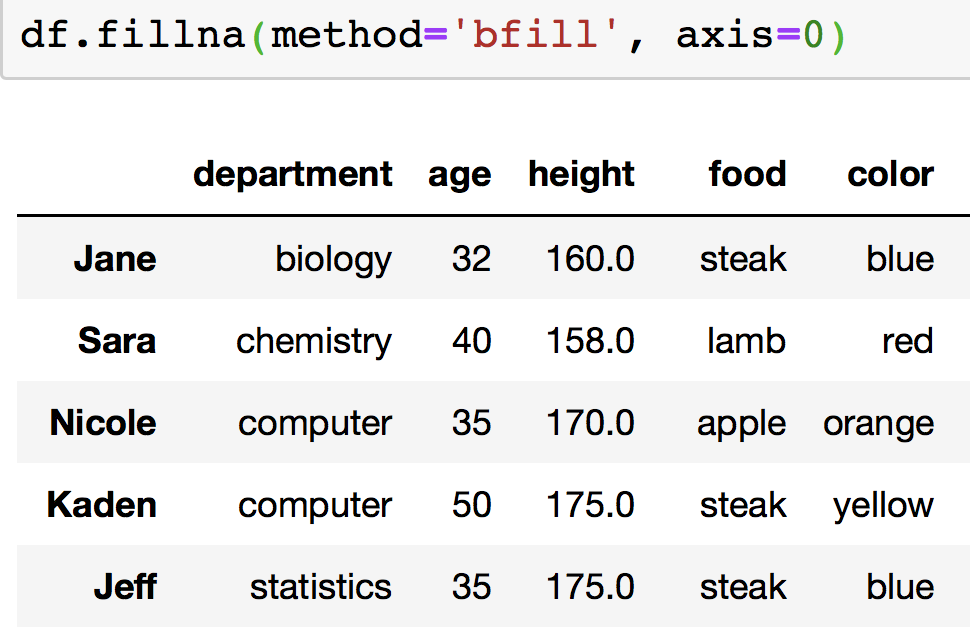 df.fillna(method='bfill', axis=0)
department age height food color
Jane biology 32 160.0 steak blue
Sara chemistry 40 158.0 lamb red
Nicole computer 35 170.0 apple orange
Kaden computer 50 175.0 steak yellow
Jeff statistics 35 175.0 steak blue